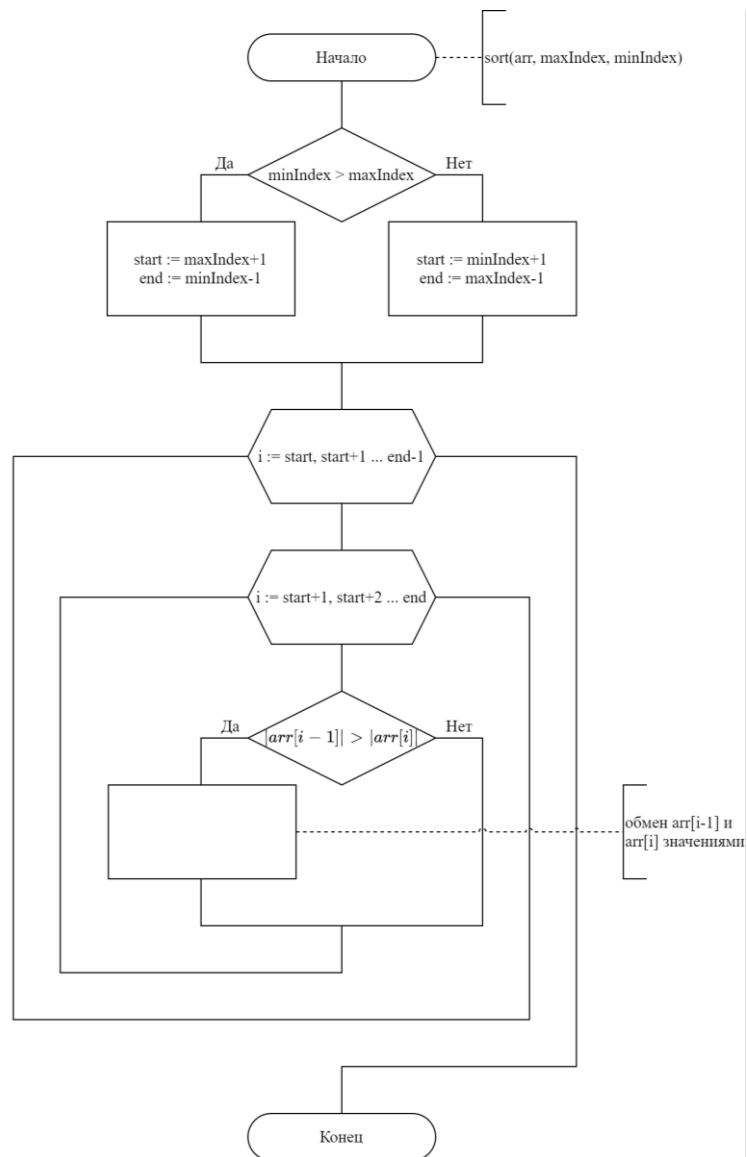 Начало
sort(arr, maxIndex, minIndex)
Да
minIndex > maxIndex
Нет
start := maxIndex+1
end := minIndex-1
start := minIndex+1
end := maxIndex-1
i := start, start+1 ... end-1
i := start+1, start+2 ... end
Да
|arr[i − 1]| > |arr[i]|
Нет
обмен arr[i-1] и
arr[i] значениями
Конец